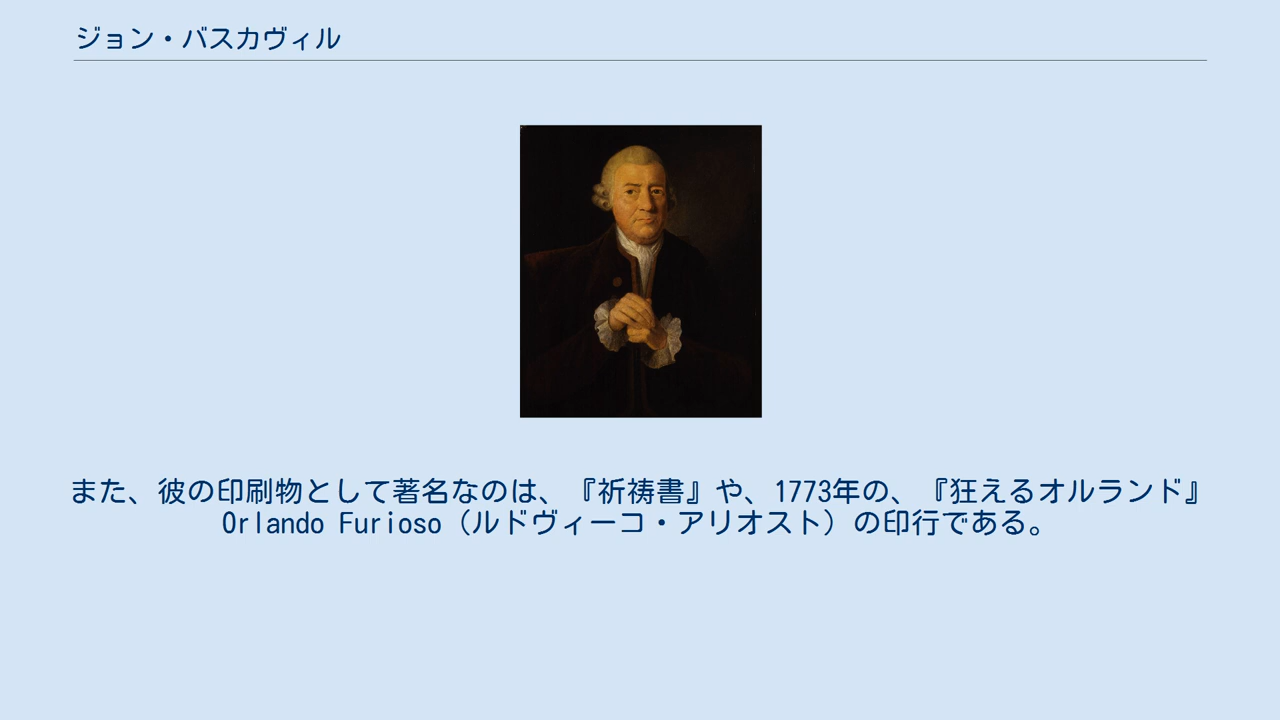 ジョン・バスカヴィル
また、彼の印刷物として著名なのは、『祈祷書』や、1773年の、『狂えるオルランド』
Orlando Furioso（ルドヴィーコ・アリオスト）の印行である。